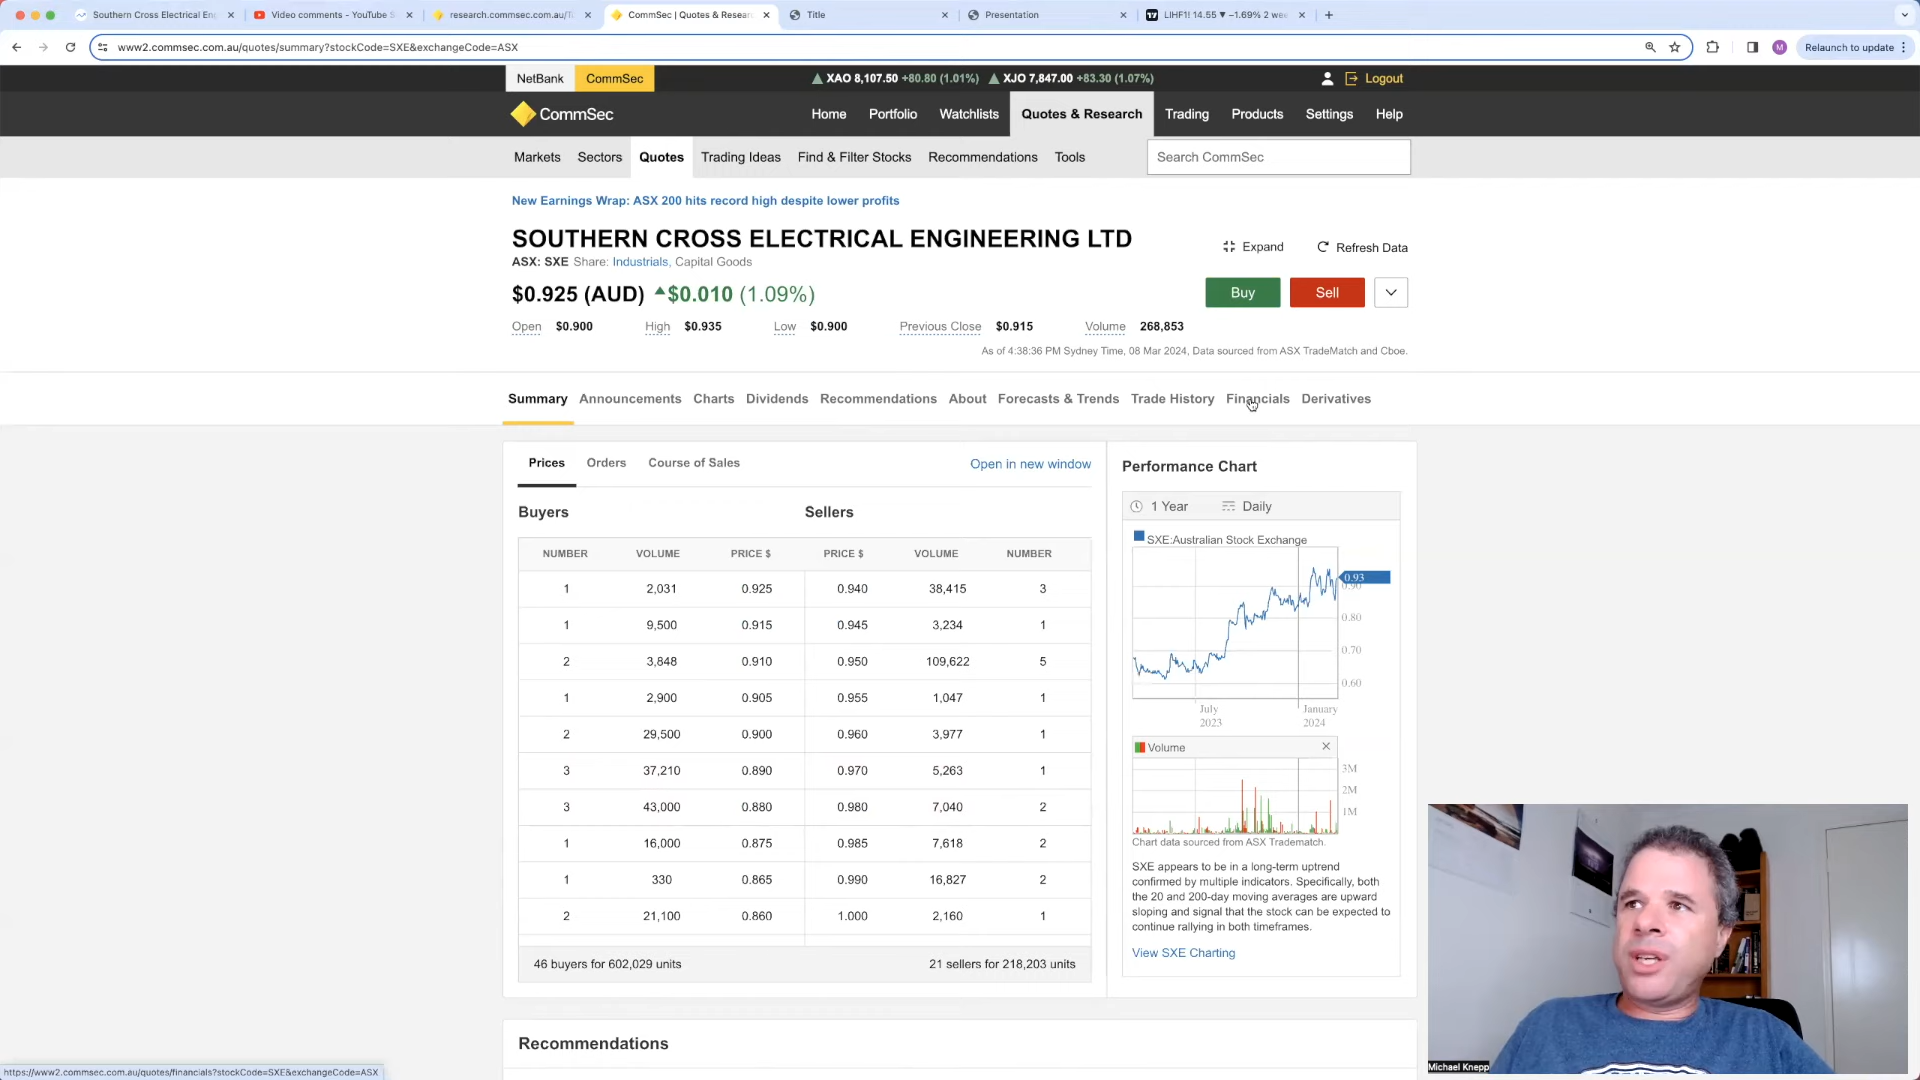 Southern Cross Electrical En
Video comments - YouTube S
research.commsec.com.au/T
CommSec | Quotes & Resear
Title
Presentation
LIHF1! 14.55 ▼ −1.69% 2 wee
www2.commsec.com.au/quotes/summary?stockCode=SXE&exchangeCode=ASX
M
Relaunch to update
NetBank
CommSec
XAO 8,107.50 +80.80 (1.01%)
XJO 7,847.00 +83.30 (1.07%)
Logout
CommSec
Home
Portfolio
Watchlists
Quotes & Research
Trading
Products
Settings
Help
Markets
Sectors
Quotes
Trading Ideas
Find & Filter Stocks
Recommendations
Tools
Search CommSec
New Earnings Wrap: ASX 200 hits record high despite lower profits
SOUTHERN CROSS ELECTRICAL ENGINEERING LTD
Expand
Refresh Data
ASX: SXE Share: Industrials, Capital Goods
$0.925 (AUD) $0.010 (1.09%)
Buy
Sell
Open $0.900
High $0.935
Low $0.900
Previous Close $0.915
Volume 268,853
As of 4:38:36 PM Sydney Time, 08 Mar 2024, Data sourced from ASX TradeMatch and Cboe.
Summary
Announcements
Charts
Dividends
Recommendations
About
Forecasts & Trends
Trade History
Financials
Derivatives
Prices
Orders
Course of Sales
Open in new window
Buyers
Sellers
NUMBER VOLUME PRICE $ PRICE $ VOLUME NUMBER
1 2,031 0.925 0.940 38,415 3
1 9,500 0.915 0.945 3,234 1
2 3,848 0.910 0.950 109,622 5
1 2,900 0.905 0.955 1,047 1
2 29,500 0.900 0.960 3,977 1
3 37,210 0.890 0.970 5,263 1
3 43,000 0.880 0.980 7,040 2
1 16,000 0.875 0.985 7,618 2
1 330 0.865 0.990 16,827 2
2 21,100 0.860 1.000 2,160 1
46 buyers for 602,029 units
21 sellers for 218,203 units
Performance Chart
1 Year
Daily
SXE:Australian Stock Exchange
0.93
0.90
0.80
0.70
0.60
July
2023
January
2024
Volume
3M
2M
1M
Chart data sourced from ASX Tradematch.
SXE appears to be in a long-term uptrend
confirmed by multiple indicators. Specifically, both
the 20 and 200-day moving averages are upward
sloping and signal that the stock can be expected to
continue rallying in both timeframes.
View SXE Charting
Recommendations
Michael Knepp
https://www2.commsec.com.au/quotes/financials?stockCode=SXE&exchangeCode=ASX